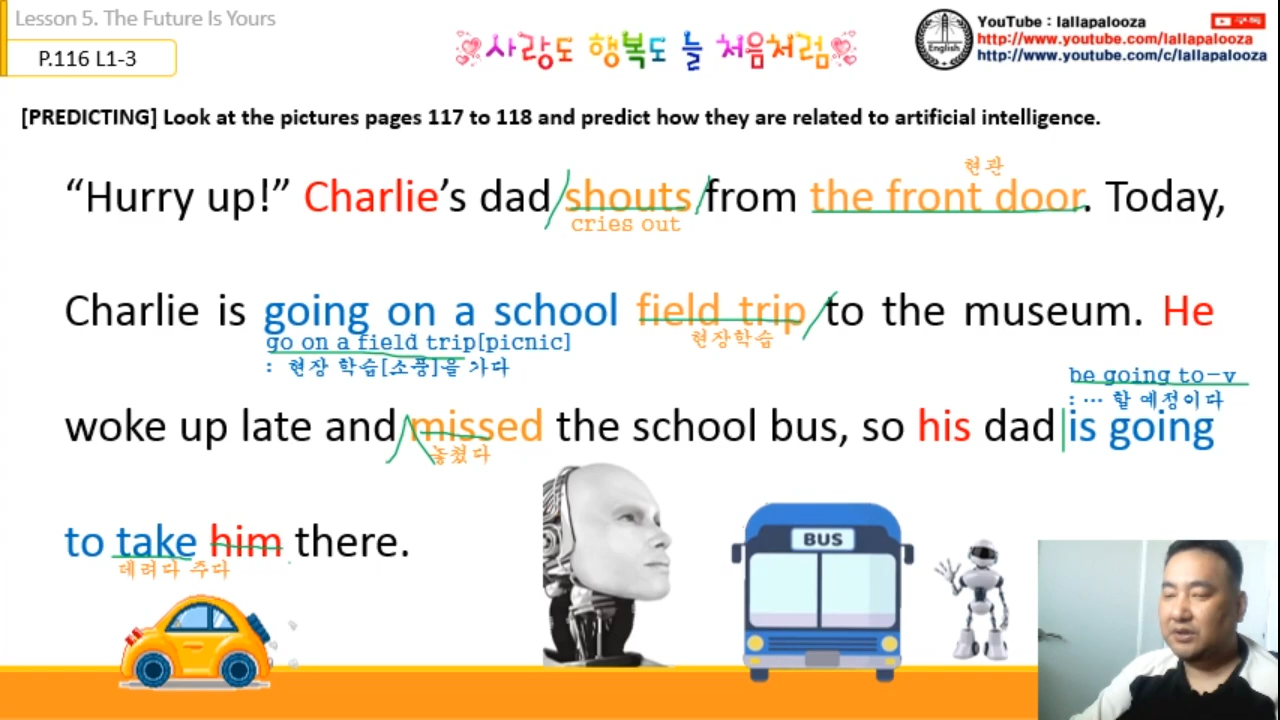 Lesson 5. The Future Is Yours
P.116 L1-3
사랑도 행복도 늘 처음처럼
English
YouTube : lallapalooza
구독
http://www.youtube.com/lallapalooza
http://www.youtube.com/c/lallapalooza
[PREDICTING] Look at the pictures pages 117 to 118 and predict how they are related to artificial intelligence.
현관
“Hurry up!” Charlie’s dad shouts from the front door. Today,
cries out
Charlie is going on a school field trip to the museum. He
go on a field trip[picnic]
현장학습
: 현장 학습[소풍]을 가다
be going to-v
: … 할 예정이다
woke up late and missed the school bus, so his dad is going
놓쳤다
to take him there.
데려다 주다
BUS